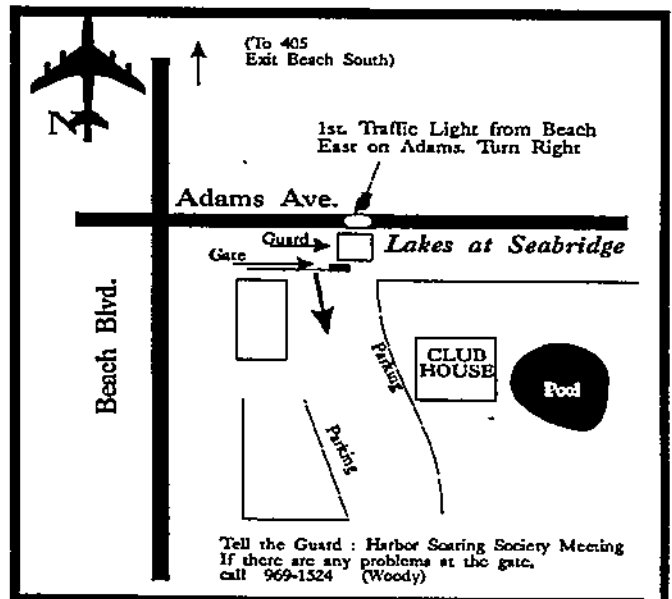 (To 405
Exit Beach South)
N
1st. Traffic Light from Beach
East on Adams. Turn Right
Adams Ave.
Guard
Lakes at Seabridge
Gate
Beach Blvd.
Parking
CLUB
HOUSE
Pool
Parking
Tell the Guard : Harbor Soaring Society Meeting
If there are any problems at the gate,
call 969-1524 (Woody)